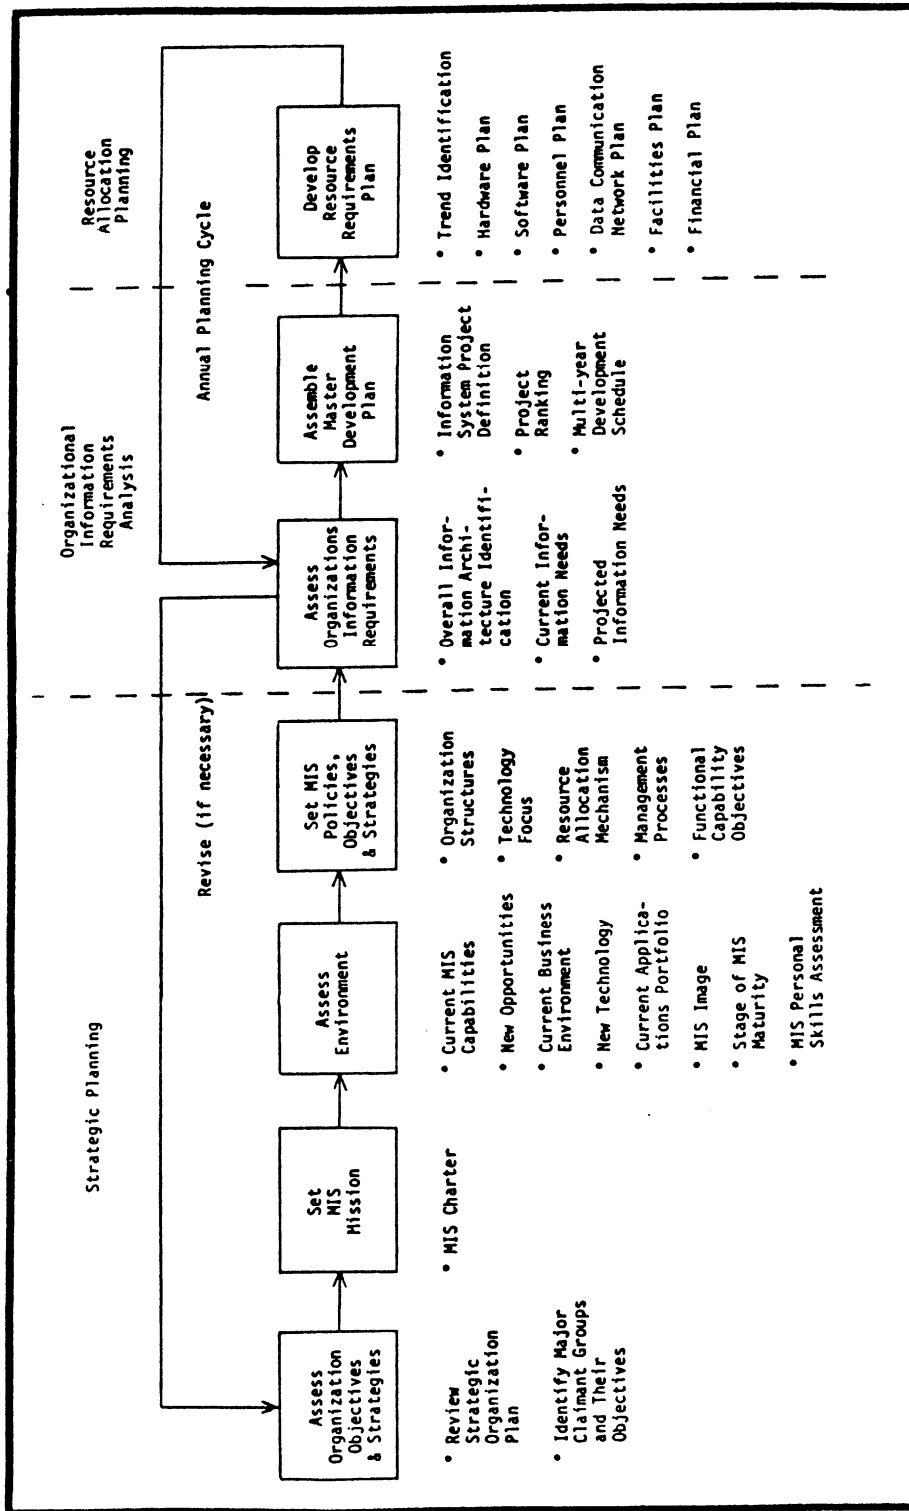 Strategic Planning
Organizational
Information
Requirements
Analysis
Resource
Allocation
Planning
Revise (if necessary)
Annual Planning Cycle
Assess
Organization
Objectives
& Strategies
Set
MIS
Mission
Assess
Environment
Set MIS
Policies,
Objectives
& Strategies
Assess
Organizations
Information
Requirements
Assemble
Master
Development
Plan
Develop
Resource
Requirements
Plan
• Review
Strategic
Organization
Plan
• Identify Major
Claimant Groups
and Their
Objectives
• MIS Charter
• Current MIS
Capabilities
• New Opportunities
• Current Business
Environment
• New Technology
• Current Applica-
tions Portfolio
• MIS Image
• Stage of MIS
Maturity
• MIS Personal
Skills Assessment
• Organization
Structures
• Technology
Focus
• Resource
Allocation
Mechanism
• Management
Processes
• Functional
Capability
Objectives
• Overall Infor-
mation Archi-
tecture Identifi-
cation
• Current Infor-
mation Needs
• Projected
Information Needs
• Information
System Project
Definition
• Project
Ranking
• Multi-year
Development
Schedule
• Trend Identification
• Hardware Plan
• Software Plan
• Personnel Plan
• Data Communication
Network Plan
• Facilities Plan
• Financial Plan